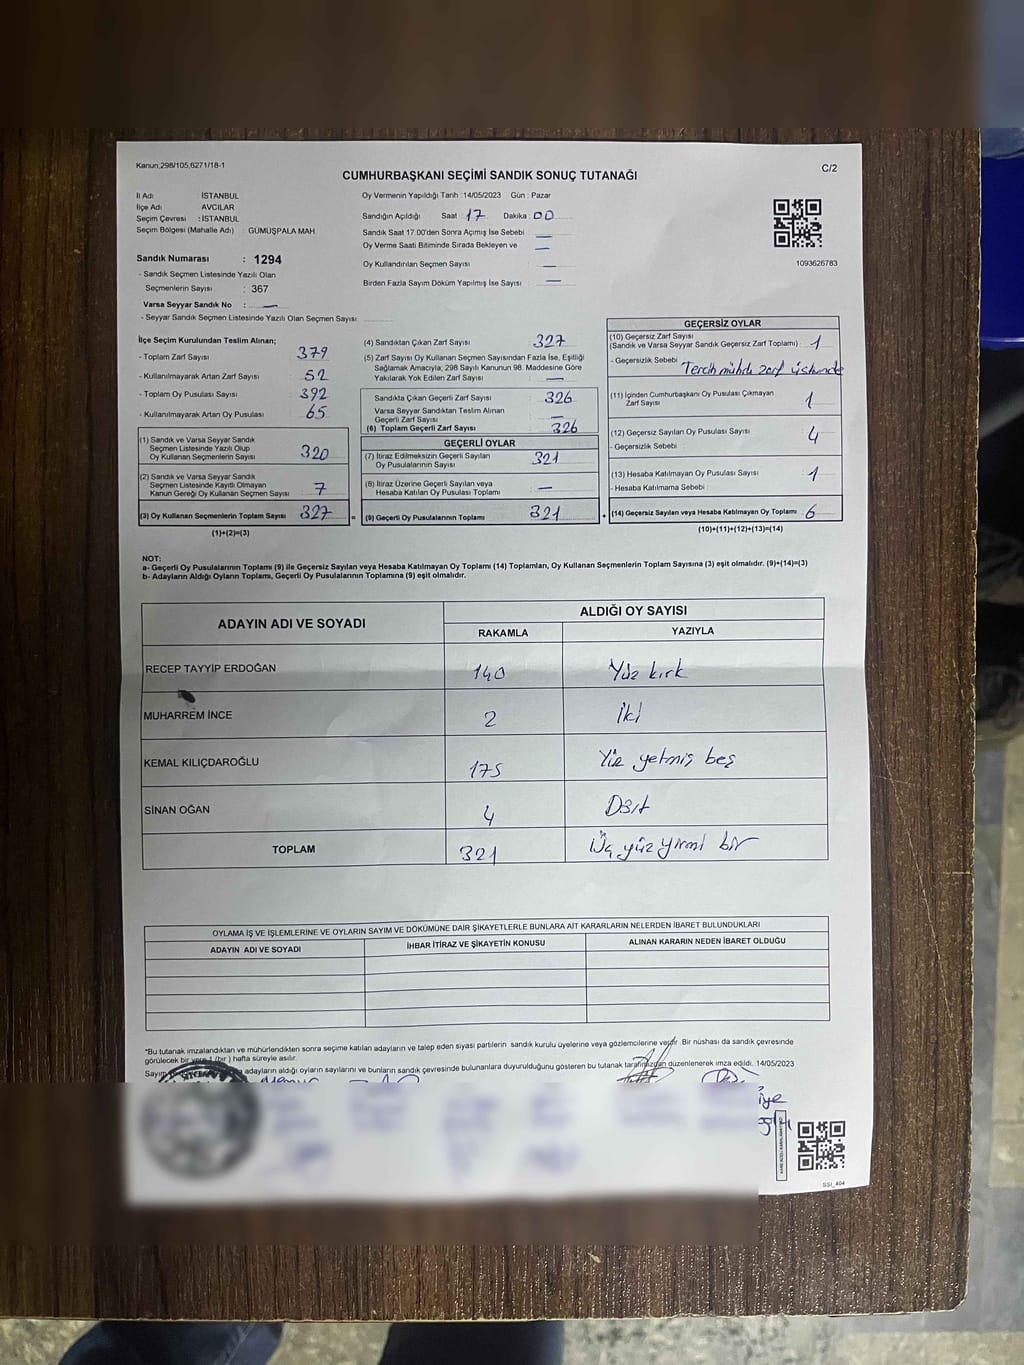 Kanun;298/105,6271/18-1
C/2
CUMHURBAŞKANI SEÇİMİ SANDIK SONUÇ TUTANAĞI
İl Adı İSTANBUL
İlçe Adı AVCILAR
Seçim Çevresi : İSTANBUL
Seçim Bölgesi (Mahalle Adı) : GÜMÜŞPALA MAH
Sandık Numarası : 1294
- Sandık Seçmen Listesinde Yazılı Olan
Seçmenlerin Sayısı : 367
Varsa Seyyar Sandık No : —
- Seyyar Sandık Seçmen Listesinde Yazılı Olan Seçmen Sayısı:
Oy Vermenin Yapıldığı Tarih :14/05/2023 Gün : Pazar
Sandığın Açıldığı Saat : 17 Dakika : 00
Sandık Saat 17:00'den Sonra Açımış İse Sebebi —
Oy Verme Saati Bitiminde Sırada Bekleyen ve —
Oy Kullandırılan Seçmen Sayısı —
Birden Fazla Sayım Döküm Yapılmış İse Sayısı —
1093626783
İlçe Seçim Kurulundan Teslim Alınan;
- Toplam Zarf Sayısı 379
- Kullanılmayarak Artan Zarf Sayısı 52
- Toplam Oy Pusulası Sayısı 392
- Kullanılmayarak Artan Oy Pusulası 65
(1) Sandık ve Varsa Seyyar Sandık
Seçmen Listesinde Yazılı Olup
Oy Kullanan Seçmenlerin Sayısı 320
(2) Sandık ve Varsa Seyyar Sandık
Seçmen Listesinde Kayıtlı Olmayan
Kanun Gereği Oy Kullanan Seçmen Sayısı 7
(3) Oy Kullanan Seçmenlerin Toplam Sayısı 327 =
(1)+(2)=(3)
(4) Sandıktan Çıkan Zarf Sayısı 327
(5) Zarf Sayısı Oy Kullanan Seçmen Sayısından Fazla İse, Eşitliği
Sağlamak Amacıyla; 298 Sayılı Kanunun 98. Maddesine Göre
Yakılarak Yok Edilen Zarf Sayısı —
Sandıkta Çıkan Geçerli Zarf Sayısı 326
Varsa Seyyar Sandıktan Teslim Alınan
Geçerli Zarf Sayısı —
(6) Toplam Geçerli Zarf Sayısı 326
GEÇERLİ OYLAR
(7) İtiraz Edilmeksizin Geçerli Sayılan
Oy Pusulalarının Sayısı 321
(8) İtiraz Üzerine Geçerli Sayılan veya
Hesaba Katılan Oy Pusulası Toplamı —
(9) Geçerli Oy Pusulalarının Toplamı 321 +
GEÇERSİZ OYLAR
(10) Geçersiz Zarf Sayısı
(Sandık ve Varsa Seyyar Sandık Geçersiz Zarf Toplamı) 1
- Geçersizlik Sebebi Tercih mühdü zarf üstünde
(11) İçinden Cumhurbaşkanı Oy Pusulası Çıkmayan
Zarf Sayısı 1
(12) Geçersiz Sayılan Oy Pusulası Sayısı 4
- Geçersizlik Sebebi
(13) Hesaba Katılmayan Oy Pusulası Sayısı 1
- Hesaba Katılmama Sebebi :
(14) Geçersiz Sayılan veya Hesaba Katılmayan Oy Toplamı 6
(10)+(11)+(12)+(13)=(14)
NOT:
a- Geçerli Oy Pusulalarının Toplamı (9) ile Geçersiz Sayılan veya Hesaba Katılmayan Oy Toplamı (14) Toplamları, Oy Kullanan Seçmenlerin Toplam Sayısına (3) eşit olmalıdır. (9)+(14)=(3)
b- Adayların Aldığı Oyların Toplamı, Geçerli Oy Pusulalarının Toplamına (9) eşit olmalıdır.
ADAYIN ADI VE SOYADI ALDIĞI OY SAYISI
RAKAMLA YAZIYLA
RECEP TAYYİP ERDOĞAN 140 Yüz kırk
MUHARREM İNCE 2 İki
KEMAL KILIÇDAROĞLU 175 Yüz yetmiş beş
SİNAN OĞAN 4 Dört
TOPLAM 321 Üç yüz yirmi bir
OYLAMA İŞ VE İŞLEMLERİNE VE OYLARIN SAYIM VE DÖKÜMÜNE DAİR ŞİKAYETLERLE BUNLARA AİT KARARLARIN NELERDEN İBARET BULUNDUKLARI
ADAYIN ADI VE SOYADI İHBAR İTİRAZ VE ŞİKAYETİN KONUSU ALINAN KARARIN NEDEN İBARET OLDUĞU
*Bu tutanak imzalandıktan ve mühürlendikten sonra seçime katılan adayların ve talep eden siyasi partilerin sandık kurulu üyelerine veya gözlemcilerine verilir .Bir nüshası da sandık çevresinde
görülecek bir yere 1 (bir ) hafta süreyle asılır.
Sayım adayların aldığı oyların sayılarını ve bunların sandık çevresinde bulunanlara duyurulduğunu gösteren bu tutanak tarafımızdan düzenlenerek imza edildi. 14/05/2023
SSİ_404